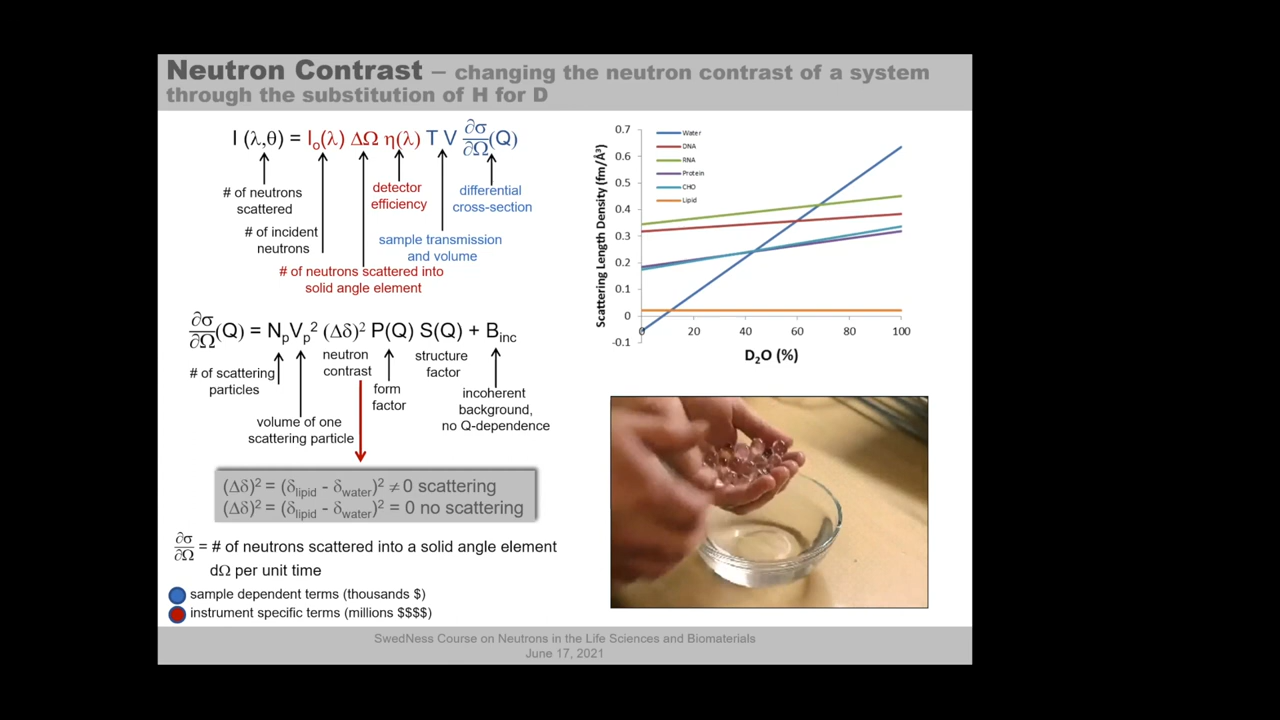 Neutron Contrast – changing the neutron contrast of a system
through the substitution of H for D
I (λ,θ) = I₀(λ) ΔΩ η(λ) T V ∂σ/∂Ω(Q)
# of neutrons
scattered
# of incident
neutrons
detector
efficiency
differential
cross-section
sample transmission
and volume
# of neutrons scattered into
solid angle element
∂σ/∂Ω(Q) = NₚVₚ² (Δδ)² P(Q) S(Q) + B_inc
# of scattering
particles
volume of one
scattering particle
neutron
contrast
form
factor
structure
factor
incoherent
background,
no Q-dependence
(Δδ)² = (δ_lipid - δ_water)² ≠ 0 scattering
(Δδ)² = (δ_lipid - δ_water)² = 0 no scattering
∂σ/∂Ω = # of neutrons scattered into a solid angle element
dΩ per unit time
sample dependent terms (thousands $)
instrument specific terms (millions $$$$)
Scattering Length Density (fm/Å³)
0.7
0.6
0.5
0.4
0.3
0.2
0.1
0
-0.1
Water
DNA
RNA
Protein
CHO
Lipid
0 20 40 60 80 100
D₂O (%)
SwedNess Course on Neutrons in the Life Sciences and Biomaterials
June 17, 2021